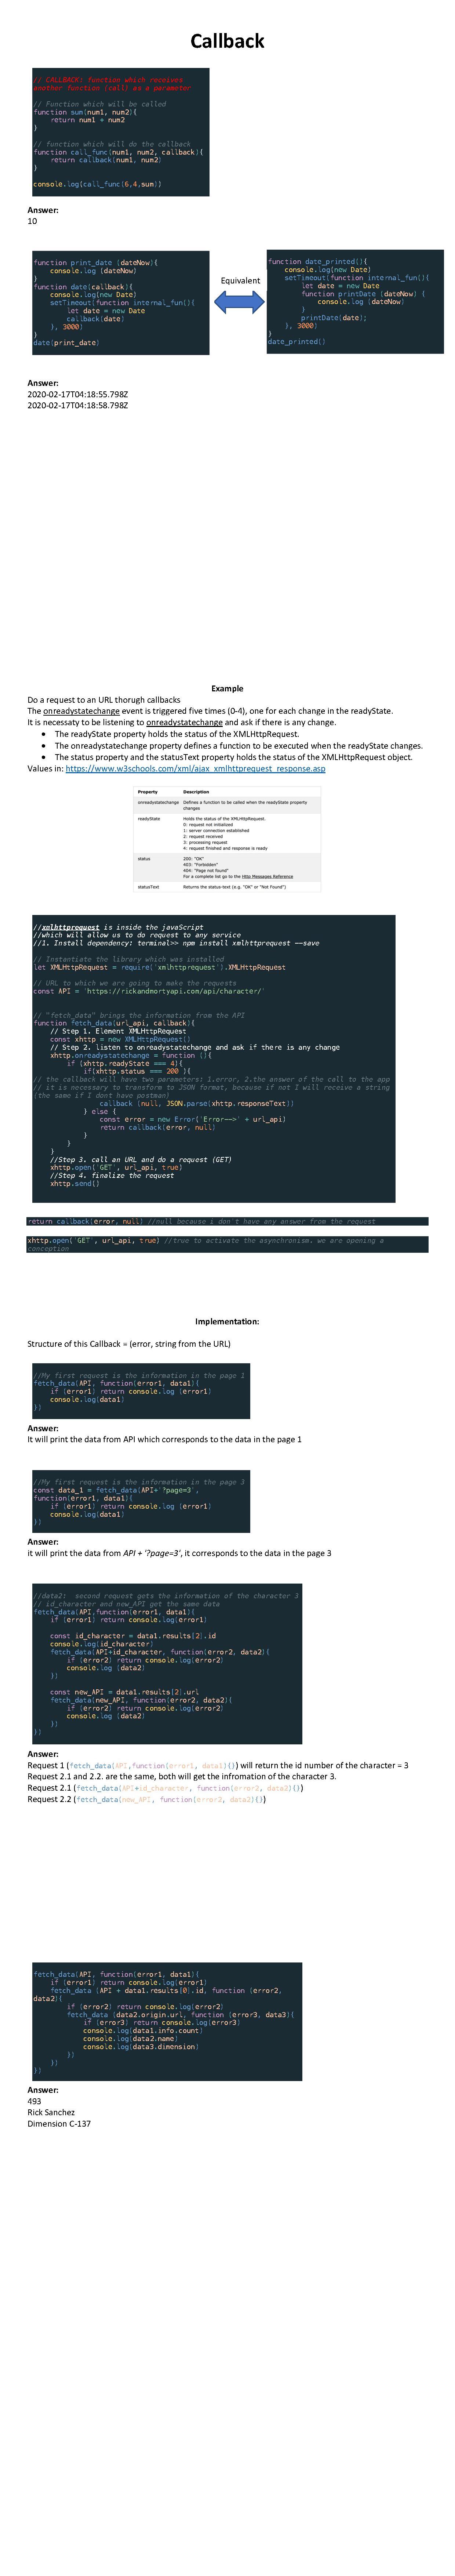 Callback
// CALLBACK: function which receives
another function (call) as a parameter
// Function which will be called
function sum(num1, num2){
return num1 + num2
}
// function which will do the callback
function call_func(num1, num2, callback){
return callback(num1, num2)
}
console.log(call_func(6,4,sum))
Answer:
10
function print_date (dateNow){
console.log (dateNow)
}
function date(callback){
console.log(new Date)
setTimeout(function internal_fun(){
let date = new Date
callback(date)
}, 3000)
}
date(print_date)
Equivalent
function date_printed(){
console.log(new Date)
setTimeout(function internal_fun(){
let date = new Date
function printDate (dateNow) {
console.log (dateNow)
}
printDate(date);
}, 3000)
}
date_printed()
Answer:
2020-02-17T04:18:55.798Z
2020-02-17T04:18:58.798Z
Example
Do a request to an URL thorugh callbacks
The onreadystatechange event is triggered five times (0-4), one for each change in the readyState.
It is necessaty to be listening to onreadystatechange and ask if there is any change.
• The readyState property holds the status of the XMLHttpRequest.
• The onreadystatechange property defines a function to be executed when the readyState changes.
• The status property and the statusText property holds the status of the XMLHttpRequest object.
Values in: https://www.w3schools.com/xml/ajax_xmlhttprequest_response.asp
Property Description
onreadystatechange Defines a function to be called when the readyState property
changes
readyState Holds the status of the XMLHttpRequest.
0: request not initialized
1: server connection established
2: request received
3: processing request
4: request finished and response is ready
status 200: "OK"
403: "Forbidden"
404: "Page not found"
For a complete list go to the Http Messages Reference
statusText Returns the status-text (e.g. "OK" or "Not Found")
//xmlhttprequest is inside the javaScript
//which will allow us to do request to any service
//1. Install dependency: terminal>> npm install xmlhttprequest --save
// Instantiate the library which was installed
let XMLHttpRequest = require('xmlhttprequest').XMLHttpRequest
// URL to which we are going to make the requests
const API = 'https://rickandmortyapi.com/api/character/'
// "fetch_data" brings the information from the API
function fetch_data(url_api, callback){
// Step 1. Element XMLHttpRequest
const xhttp = new XMLHttpRequest()
// Step 2. listen to onreadystatechange and ask if there is any change
xhttp.onreadystatechange = function (){
if (xhttp.readyState === 4){
if(xhttp.status === 200 ){
// the callback will have two parameters: 1.error, 2.the answer of the call to the app
// it is necessary to transform to JSON format, because if not I will receive a string
(the same if I dont have postman)
callback (null, JSON.parse(xhttp.responseText))
} else {
const error = new Error('Error-->' + url_api)
return callback(error, null)
}
}
}
//Step 3. call an URL and do a request (GET)
xhttp.open('GET', url_api, true)
//Step 4. finalize the request
xhttp.send()
return callback(error, null) //null because i don't have any answer from the request
xhttp.open('GET', url_api, true) //true to activate the asynchronism. we are opening a
conception
Implementation:
Structure of this Callback = (error, string from the URL)
//My first request is the information in the page 1
fetch_data(API, function(error1, data1){
if (error1) return console.log (error1)
console.log(data1)
})
Answer:
It will print the data from API which corresponds to the data in the page 1
//My first request is the information in the page 3
const data_1 = fetch_data(API+'?page=3',
function(error1, data1){
if (error1) return console.log (error1)
console.log(data1)
})
Answer:
it will print the data from API + '?page=3', it corresponds to the data in the page 3
//data2: second request gets the information of the character 3
// id_character and new_API got the same data
fetch_data(API,function(error1, data1){
if (error1) return console.log(error1)
const id_character = data1.results[2].id
console.log(id_character)
fetch_data(API+id_character, function(error2, data2){
if (error2) return console.log(error2)
console.log (data2)
})
const new_API = data1.results[2].url
fetch_data(new_API, function(error2, data2){
if (error2) return console.log(error2)
console.log (data2)
})
})
Answer:
Request 1 (fetch_data(API,function(error1, data1){}) will return the id number of the character = 3
Request 2.1 and 2.2. are the same, both will get the infromation of the character 3.
Request 2.1 (fetch_data(API+id_character, function(error2, data2){})
Request 2.2 (fetch_data(new_API, function(error2, data2){})
fetch_data(API, function(error1, data1){
if (error1) return console.log(error1)
fetch_data (API + data1.results[0].id, function (error2,
data2){
if (error2) return console.log(error2)
fetch_data (data2.origin.url, function (error3, data3){
if (error3) return console.log(error3)
console.log(data1.info.count)
console.log(data2.name)
console.log(data3.dimension)
})
})
})
Answer:
493
Rick Sanchez
Dimension C-137